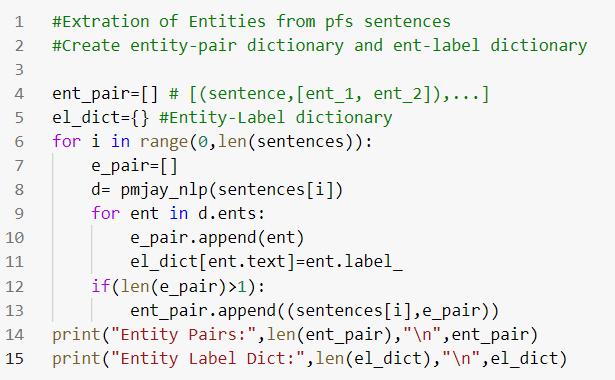 1 #Extration of Entities from pfs sentences
2 #Create entity-pair dictionary and ent-label dictionary
3
4 ent_pair=[] # [(sentence,[ent_1, ent_2]),...]
5 el_dict={} #Entity-Label dictionary
6 for i in range(0,len(sentences)):
7     e_pair=[]
8     d= pmjay_nlp(sentences[i])
9     for ent in d.ents:
10         e_pair.append(ent)
11         el_dict[ent.text]=ent.label_
12     if(len(e_pair)>1):
13         ent_pair.append((sentences[i],e_pair))
14 print("Entity Pairs:",len(ent_pair),"\n",ent_pair)
15 print("Entity Label Dict:",len(el_dict),"\n",el_dict)